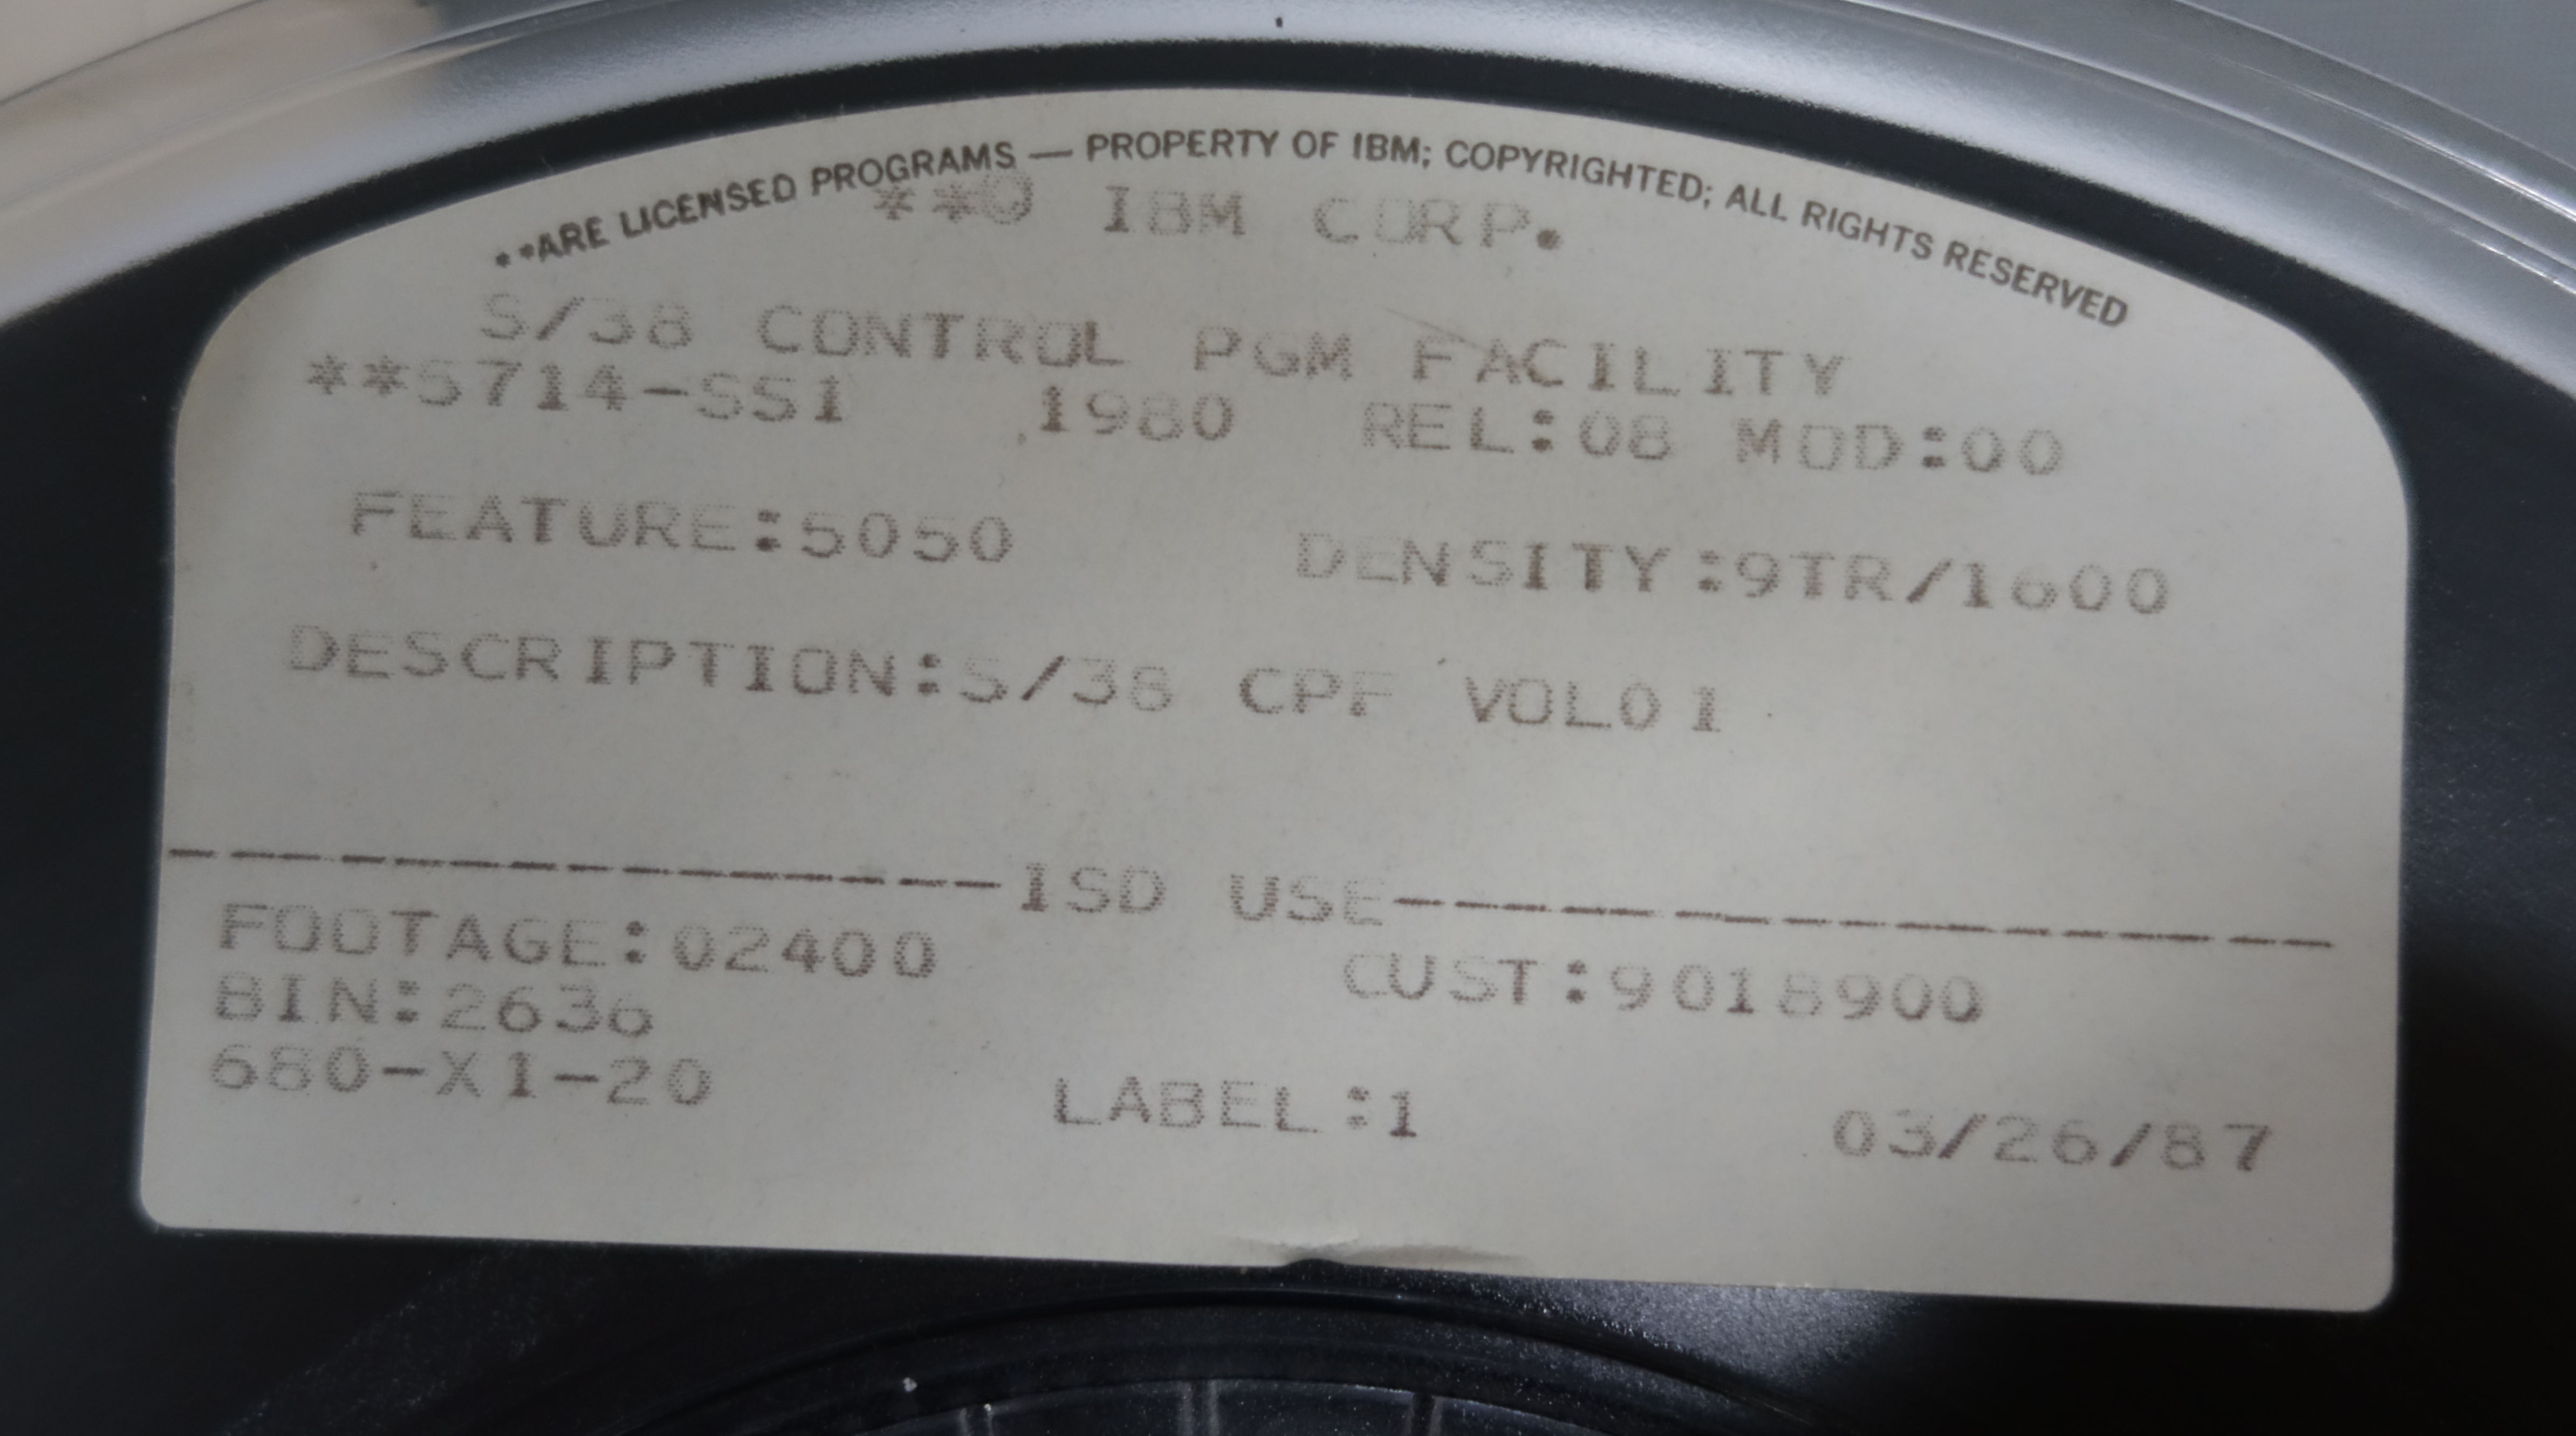 **ARE LICENSED PROGRAMS — PROPERTY OF IBM; COPYRIGHTED; ALL RIGHTS RESERVED
**© IBM CORP.
S/38 CONTROL PGM FACILITY
**5714-SS1 1980 REL:08 MOD:00
FEATURE:5050 DENSITY:9TR/1600
DESCRIPTION:S/38 CPF VOL01
---------------ISD USE-----------------
FOOTAGE:02400 CUST:9018900
BIN:2636
680-X1-20 LABEL:1 03/26/87